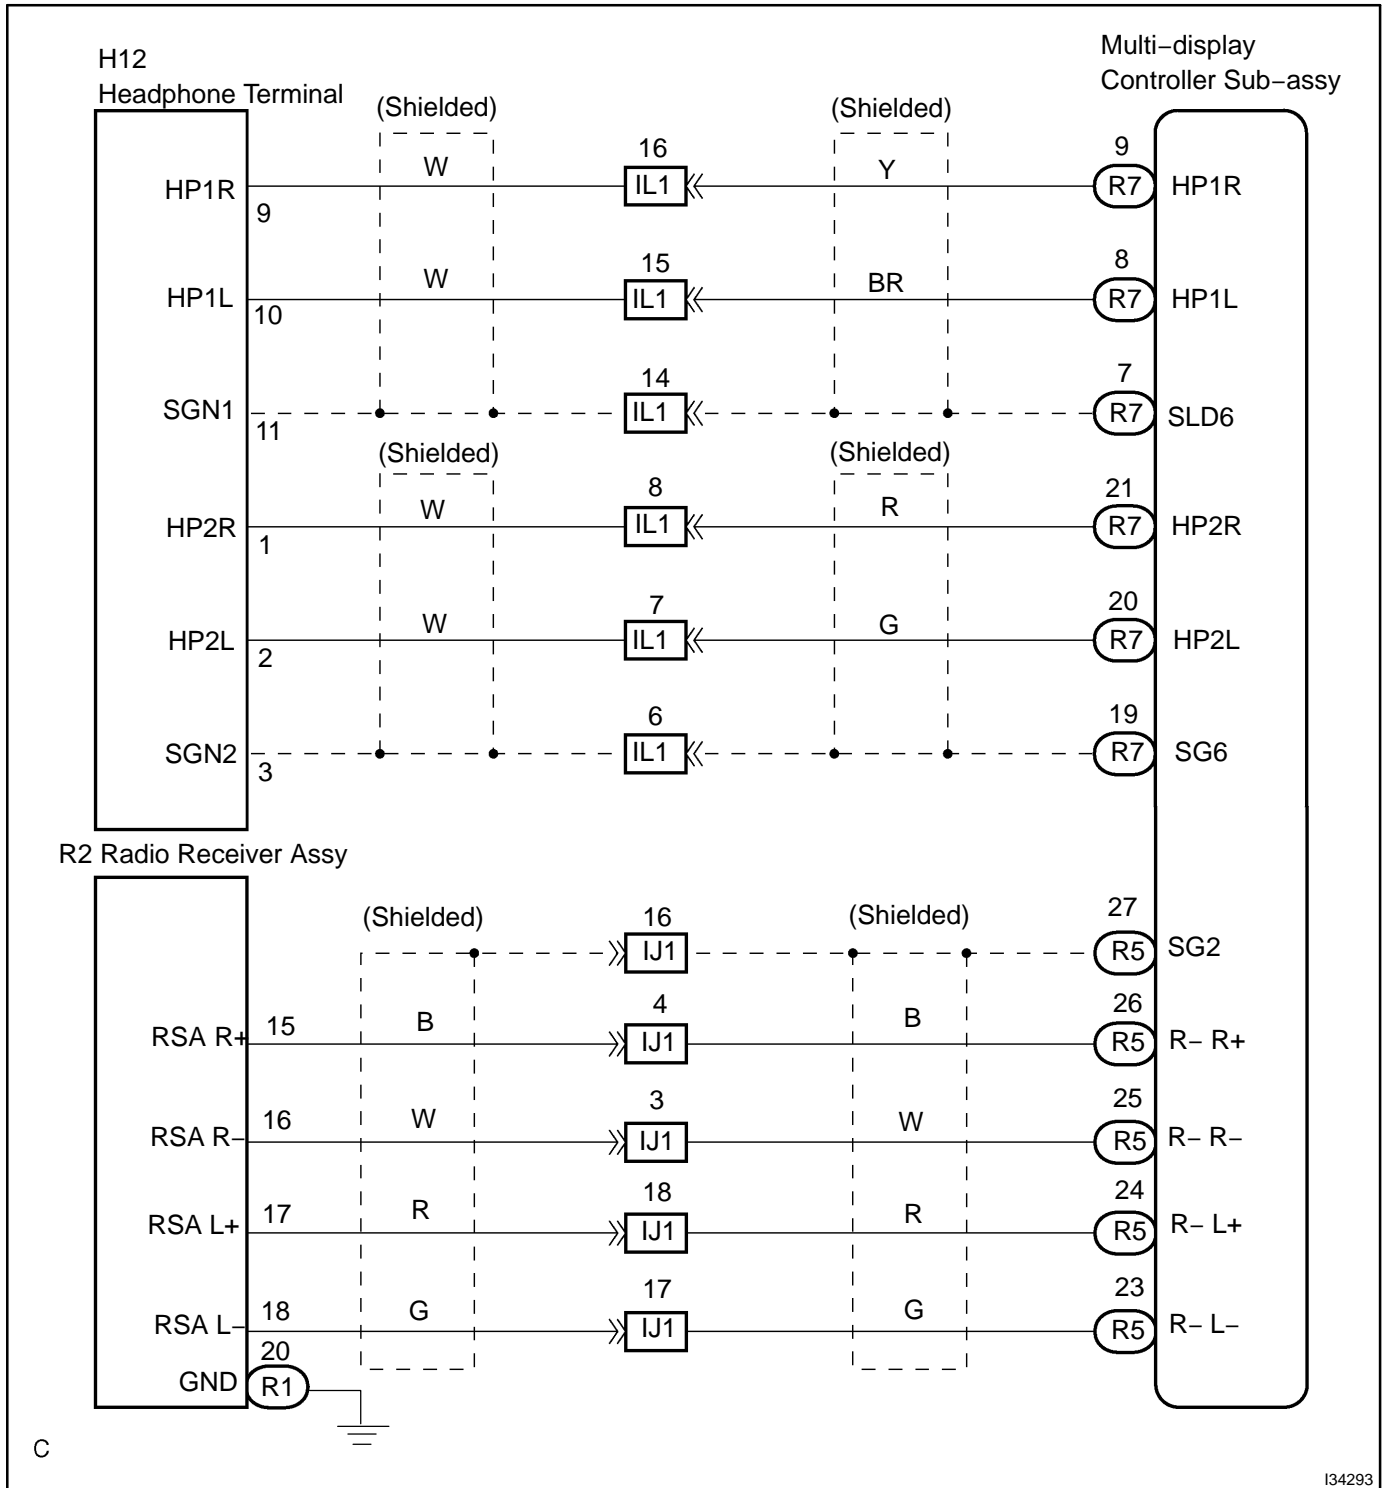 H12
Headphone Terminal
Multi−display
Controller Sub−assy
(Shielded)
(Shielded)
HP1R
9
W
16
IL1
Y
9
R7
HP1R
HP1L
10
W
15
IL1
BR
8
R7
HP1L
SGN1
11
14
IL1
7
R7
SLD6
(Shielded)
(Shielded)
HP2R
1
W
8
IL1
R
21
R7
HP2R
HP2L
2
W
7
IL1
G
20
R7
HP2L
SGN2
3
6
IL1
19
R7
SG6
R2 Radio Receiver Assy
(Shielded)
16
IJ1
(Shielded)
27
R5
SG2
RSA R+
15
B
4
IJ1
B
26
R5
R− R+
RSA R−
16
W
3
IJ1
W
25
R5
R− R−
RSA L+
17
R
18
IJ1
R
24
R5
R− L+
RSA L−
18
G
17
IJ1
G
23
R5
R− L−
GND
20
R1
C
I34293